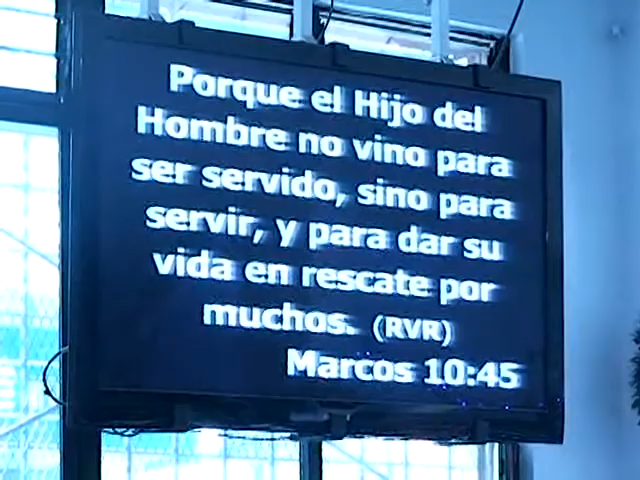 Porque el Hijo del
Hombre no vino para
ser servido, sino para
servir, y para dar su
vida en rescate por
muchos. (RVR)
Marcos 10:45